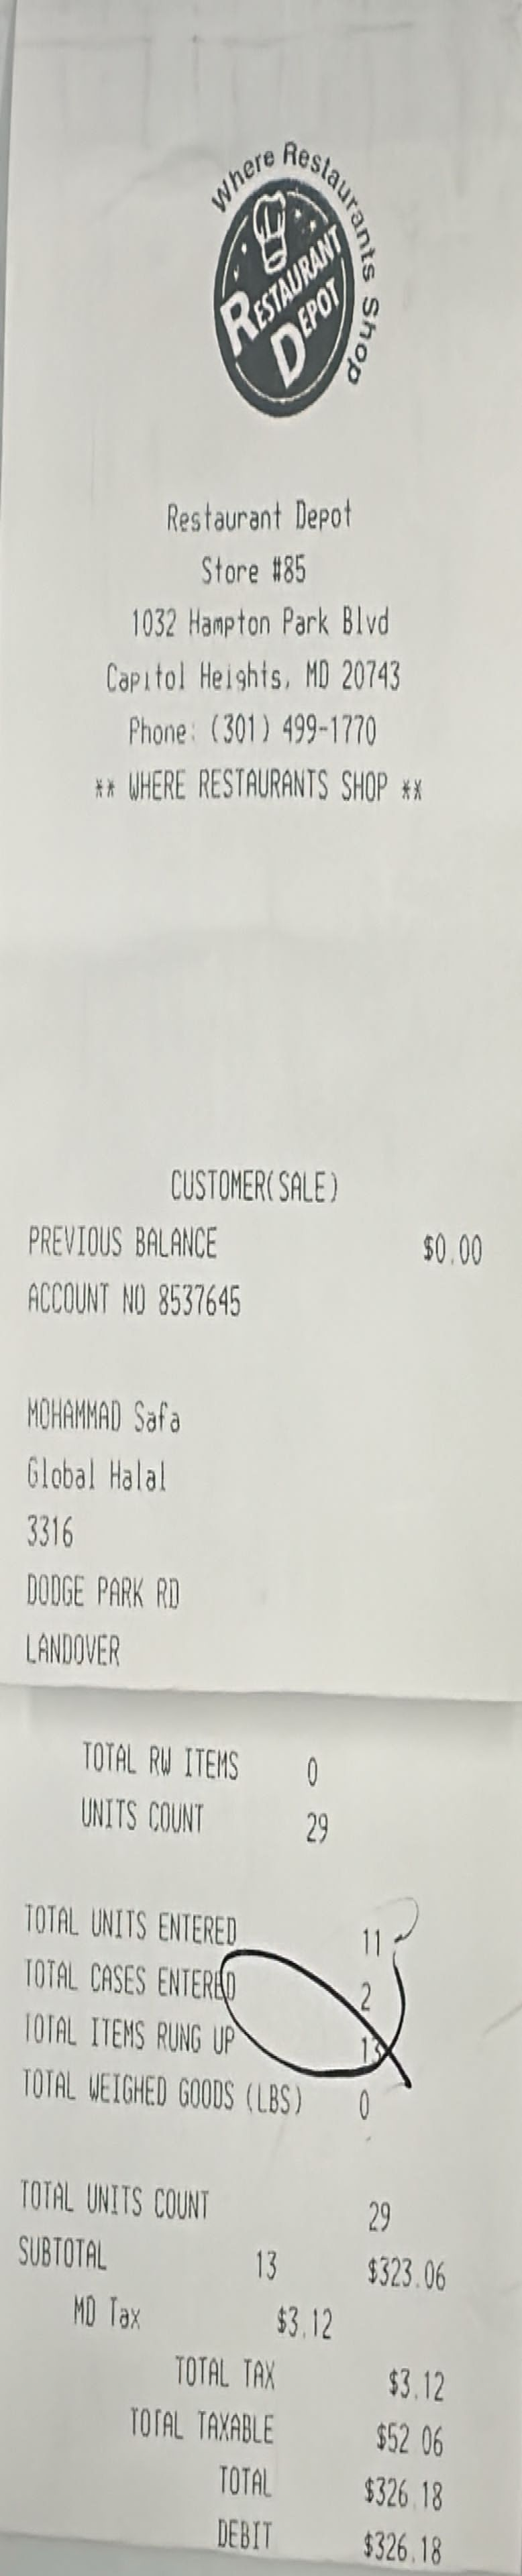 Where Restaurants Shop
RESTAURANT
DEPOT
Restaurant Depot
Store #85
1032 Hampton Park Blvd
Capitol Heights, MD 20743
Phone: (301) 499-1770
** WHERE RESTAURANTS SHOP **
CUSTOMER(SALE)
PREVIOUS BALANCE $0.00
ACCOUNT NO 8537645
MOHAMMAD Safa
Global Halal
3316
DODGE PARK RD
LANDOVER
TOTAL RW ITEMS 0
UNITS COUNT 29
TOTAL UNITS ENTERED 11
TOTAL CASES ENTERED 2
TOTAL ITEMS RUNG UP 13
TOTAL WEIGHED GOODS (LBS) 0
TOTAL UNITS COUNT 29
SUBTOTAL 13 $323.06
MD Tax $3.12
TOTAL TAX $3.12
TOTAL TAXABLE $52.06
TOTAL $326.18
DEBIT $326.18